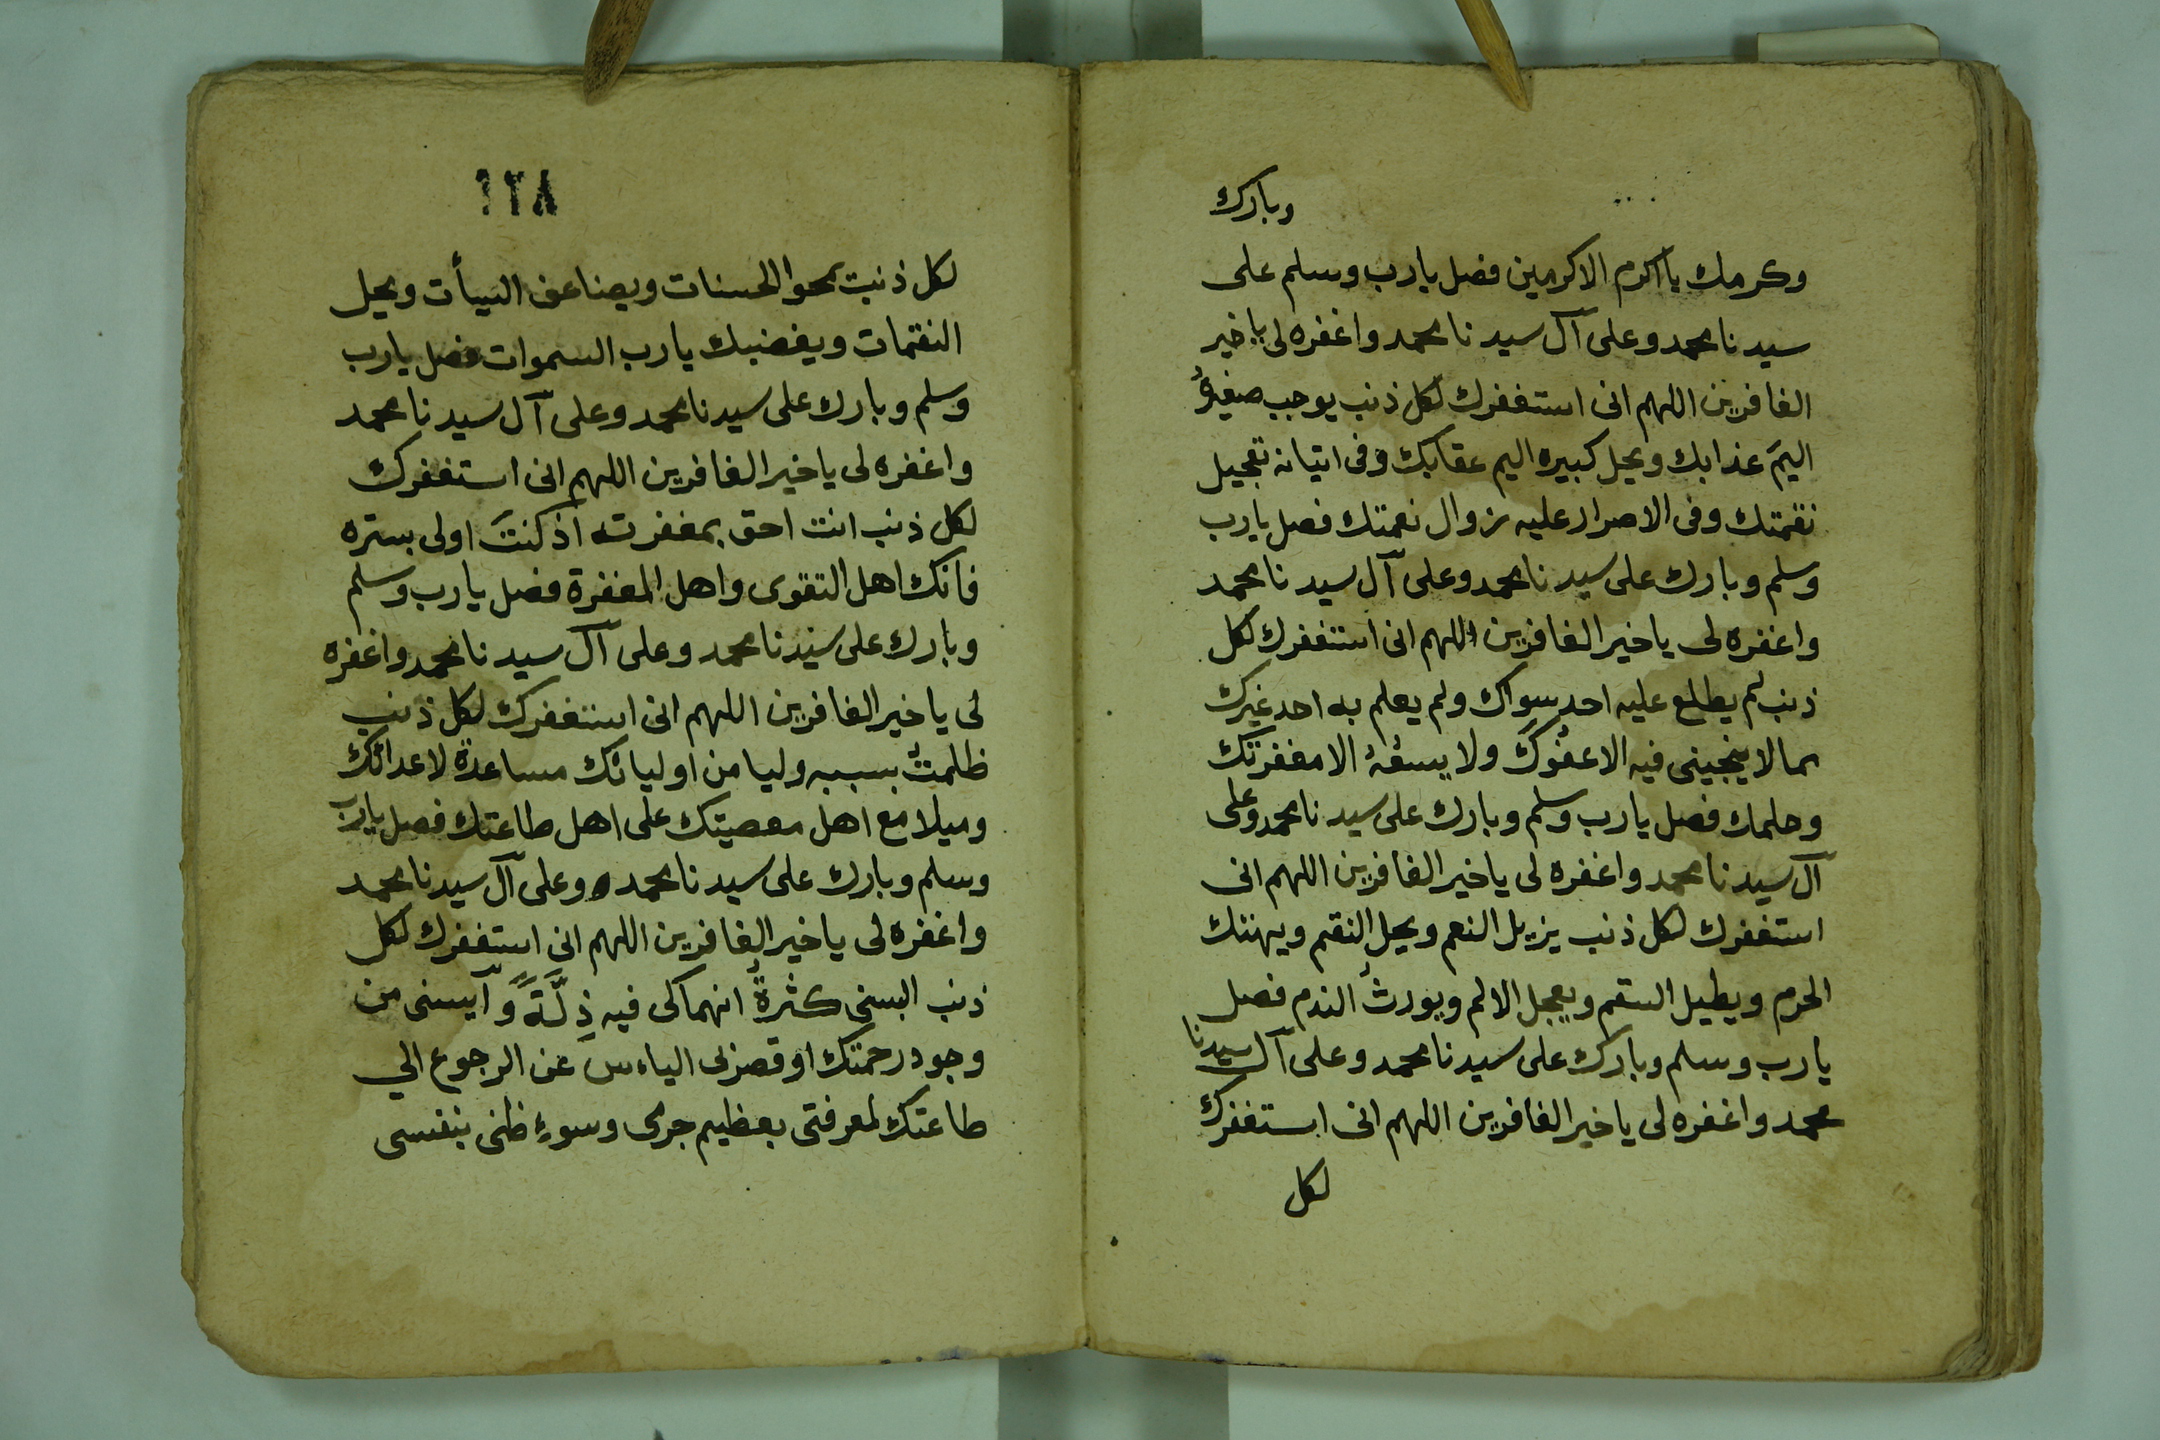 وبارك
وكرمك يا اكرم الاكرمين فصل يارب وسلم على
سيدنا محمد وعلى آل سيدنا محمد واغفره لى يا خير
الغافرين اللهم انى استغفرك لكل ذنب يوجب صغيرهُ
اليمَ عذابك ويحل كبيره اليم عقابك وفى اتيانه تعجيل
نقمتك وفى الاصرار عليه زوال نعمتك فصل يارب
وسلم وبارك على سيدنا محمد وعلى آل سيدنا محمد
واغفره لى يا خير الغافرين اللهم انى استغفرك لكل
ذنب لم يطلع عليه احد سواك ولم يعلم به احد غيرك
مما لا ينجينى فيه الا عفوُكَ ولا يسعُهُ الا مغفرتك
وحلمك فصل يارب وسلم وبارك على سيدنا محمد وعلى
آل سيدنا محمد واغفره لى يا خير الغافرين اللهم انى
استغفرك لكل ذنب يزيل النعم ويحل النقم ويهتك
الحرم ويطيل السقم ويعجل الالم ويورثُ الندم فصل
يارب وسلم وبارك على سيدنا محمد وعلى آل سيدنا
محمد واغفره لى يا خير الغافرين اللهم انى استغفرك
لكل
١٢٨
لكل ذنب يمحوا الحسنات ويضاعف السيأت ويحل
النقمات ويغضبك يارب السموات فصل يارب
وسلم وبارك على سيدنا محمد وعلى آل سيدنا محمد
واغفره لى يا خير الغافرين اللهم انى استغفرك
لكل ذنب انت احق بمغفرته اذ كنتَ اولى بستره
فانك اهل التقوى واهل المغفرة فصل يارب وسلم
وبارك على سيدنا محمد وعلى آل سيدنا محمد واغفره
لى يا خير الغافرين اللهم انى استغفرك لكل ذنب
ظلمتُ بسببه وليا من اوليائك مساعدة لاعدائك
وميلا مع اهل معصيتك على اهل طاعتك فصل يارب
وسلم وبارك على سيدنا محمد وعلى آل سيدنا محمد
واغفره لى يا خير الغافرين اللهم انى استغفرك لكل
ذنب البسنى كثرةُ انهماكى فيه ذِلَّةً وآيسنى من
وجود رحمتك او قصرنى الياءس عن الرجوع الي
طاعتك لمعرفتى بعظيم جرمى وسوءِ ظنى بنفسى